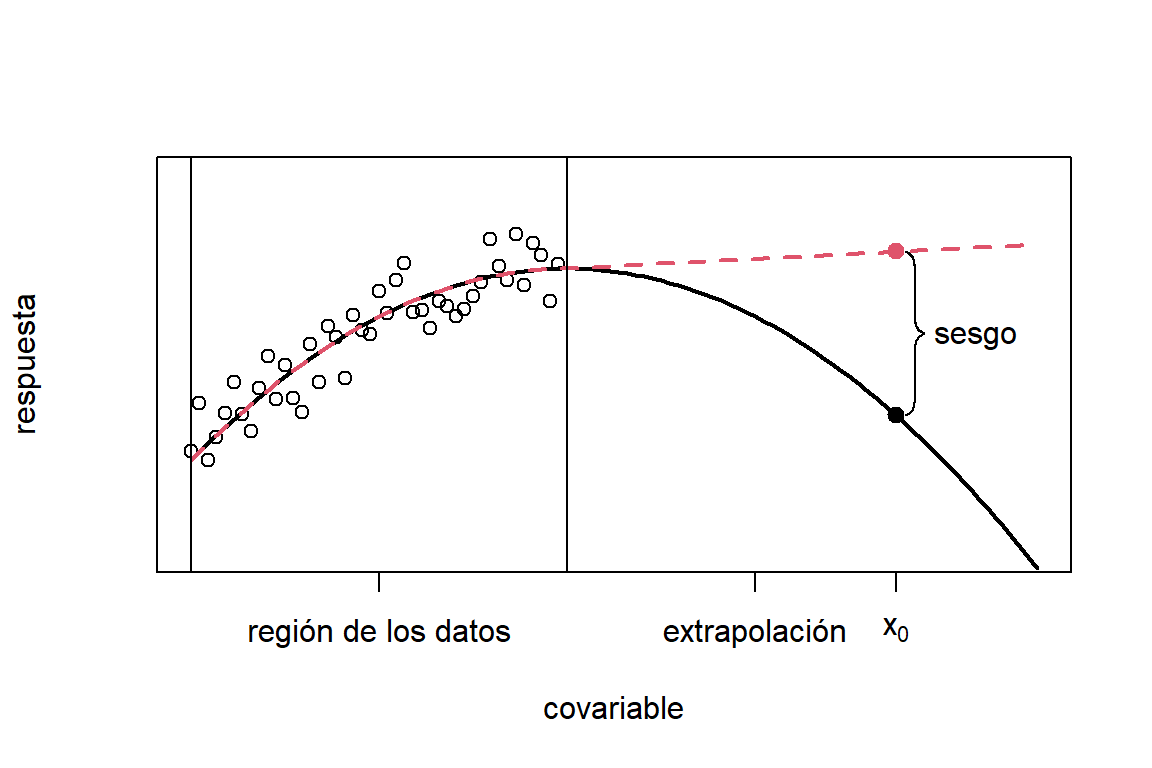 respuesta
sesgo
región de los datos
extrapolación
x₀
covariable